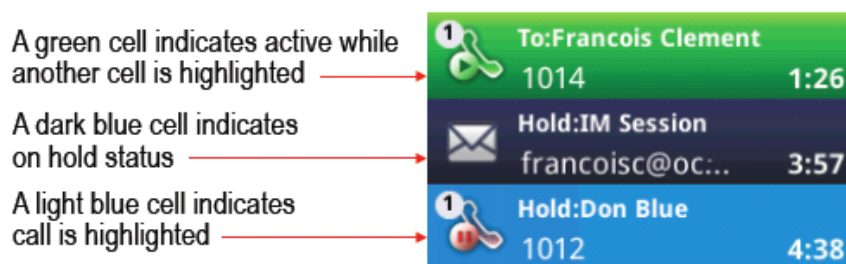 A green cell indicates active while
another cell is highlighted
A dark blue cell indicates
on hold status
A light blue cell indicates
call is highlighted
1
To:Francois Clement
1014
1:26
Hold:IM Session
francoisc@oc:..
3:57
1
Hold:Don Blue
1012
4:38